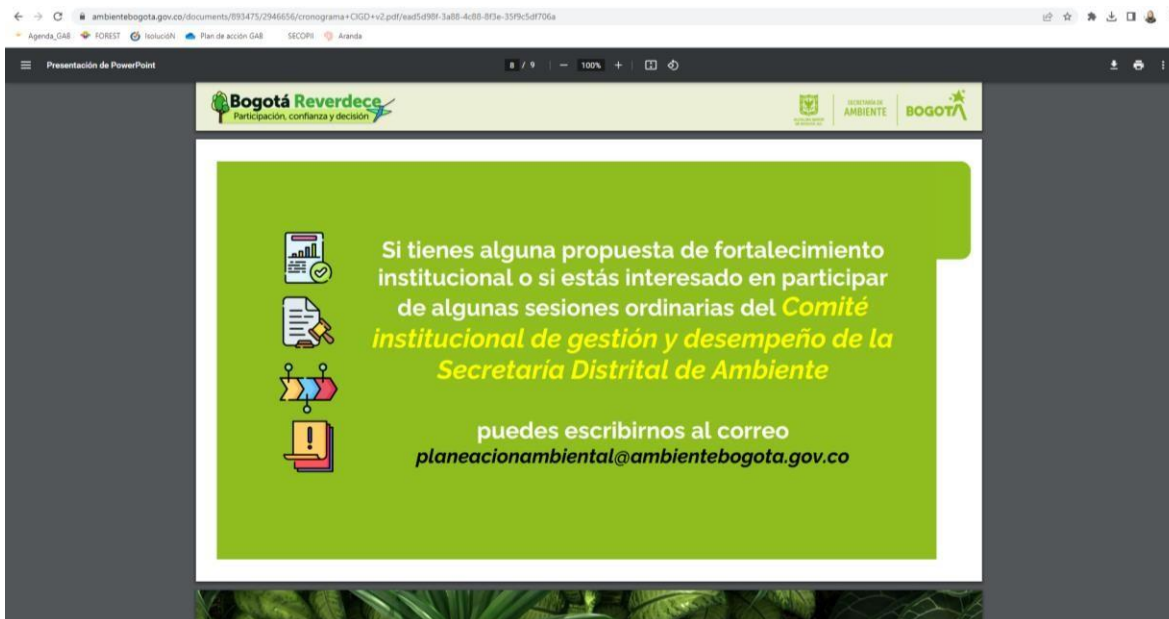 ambientebogota.gov.co/documents/893475/2946656/cronograma+CIGD+v2.pdf/ead5d98f-3a88-4c88-8f3e-35f9c5df706a
Agenda_GAB FOREST IsolucióN Plan de acción GAB SECOPII Aranda
Presentación de PowerPoint 8 / 9 100%
Bogotá Reverdece
Participación, confianza y decisión
SECRETARÍA DE
AMBIENTE
BOGOTÁ
Si tienes alguna propuesta de fortalecimiento
institucional o si estás interesado en participar
de algunas sesiones ordinarias del Comité
institucional de gestión y desempeño de la
Secretaría Distrital de Ambiente
puedes escribirnos al correo
planeacionambiental@ambientebogota.gov.co